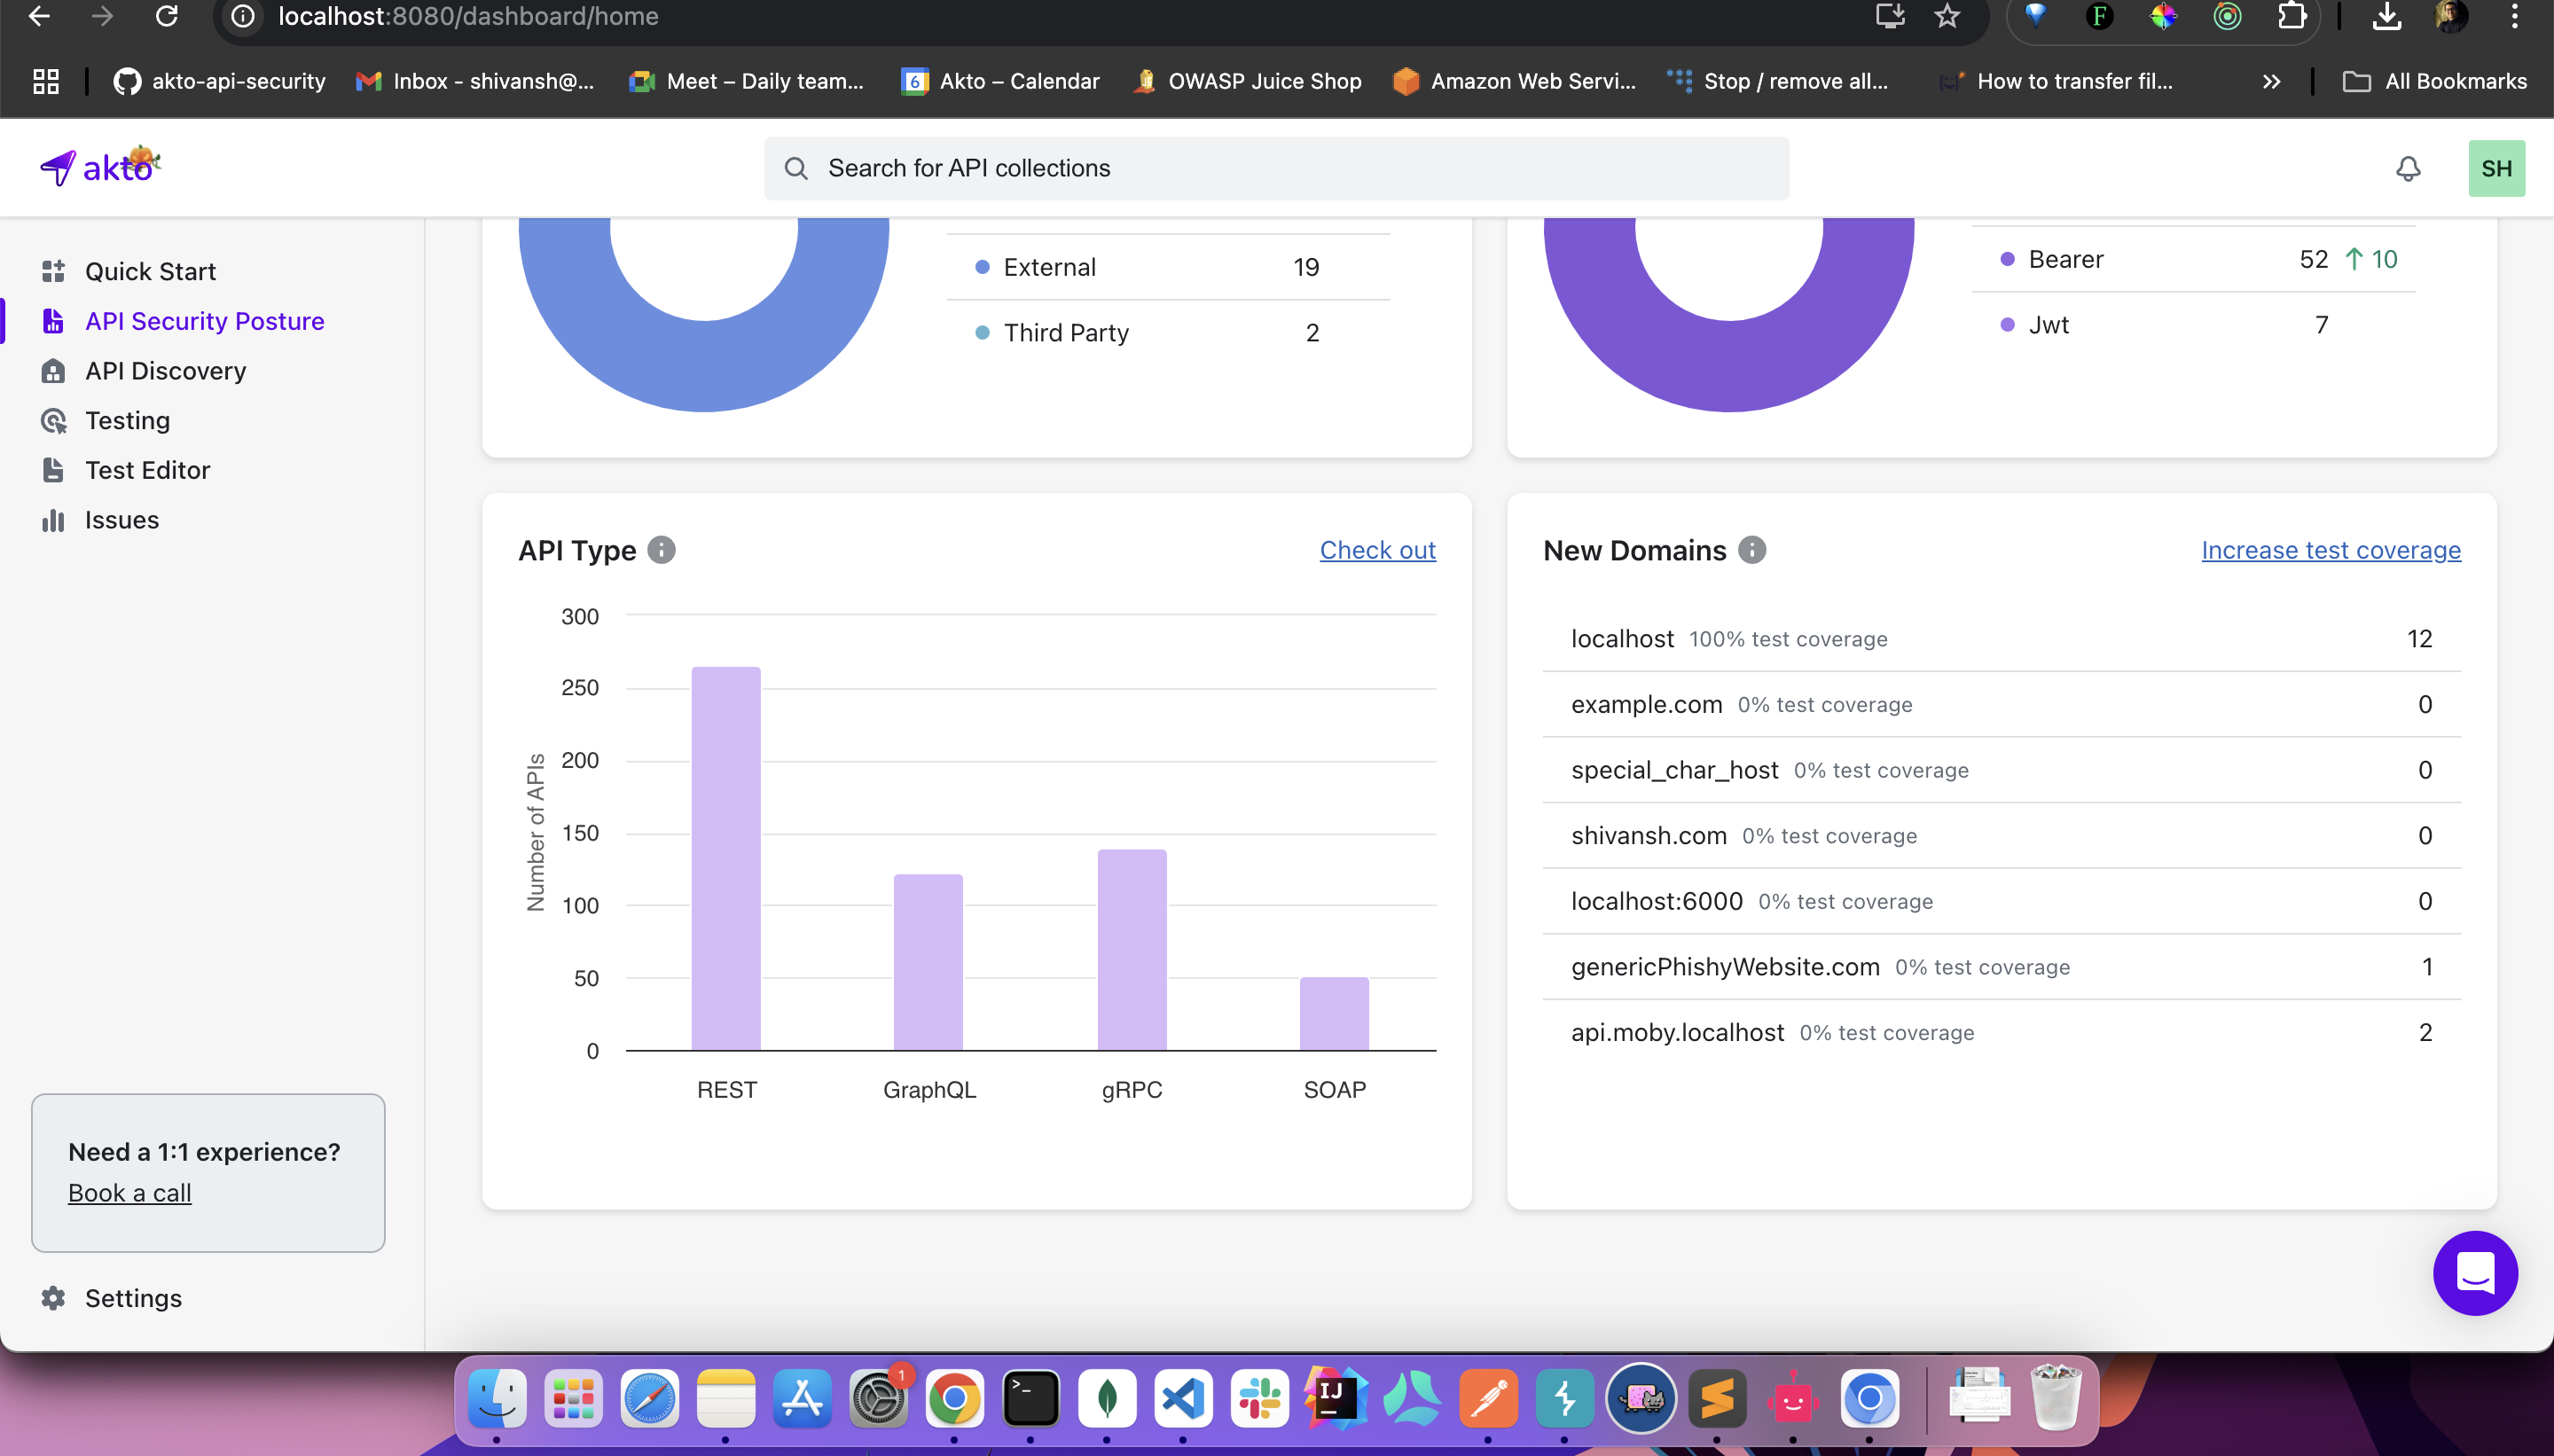 localhost:8080/dashboard/home
akto-api-security
Inbox - shivansh@...
Meet – Daily team...
6
Akto – Calendar
OWASP Juice Shop
Amazon Web Servi...
Stop / remove all...
How to transfer fil...
All Bookmarks
akto
Search for API collections
SH
Quick Start
API Security Posture
API Discovery
Testing
Test Editor
Issues
Need a 1:1 experience?
Book a call
Settings
External 19
Third Party 2
Bearer 52 ↑ 10
Jwt 7
API Type
Check out
Number of APIs
300
250
200
150
100
50
0
REST GraphQL gRPC SOAP
New Domains
Increase test coverage
localhost 100% test coverage 12
example.com 0% test coverage 0
special_char_host 0% test coverage 0
shivansh.com 0% test coverage 0
localhost:6000 0% test coverage 0
genericPhishyWebsite.com 0% test coverage 1
api.moby.localhost 0% test coverage 2
1
>_
IJ